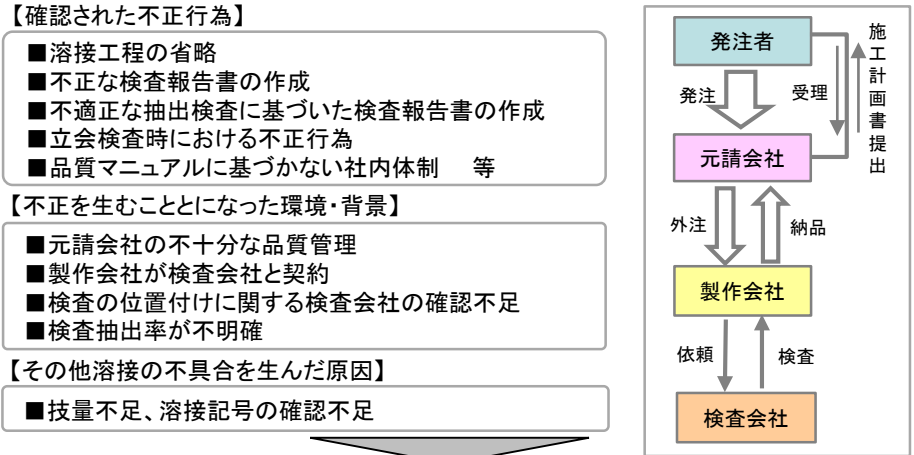 【確認された不正行為】
■溶接工程の省略
■不正な検査報告書の作成
■不適正な抽出検査に基づいた検査報告書の作成
■立会検査時における不正行為
■品質マニュアルに基づかない社内体制　等
【不正を生むこととになった環境・背景】
■元請会社の不十分な品質管理
■製作会社が検査会社と契約
■検査の位置付けに関する検査会社の確認不足
■検査抽出率が不明確
【その他溶接の不具合を生んだ原因】
■技量不足、溶接記号の確認不足
発注者
発注
受理
施工計画書提出
元請会社
外注
納品
製作会社
依頼
検査
検査会社